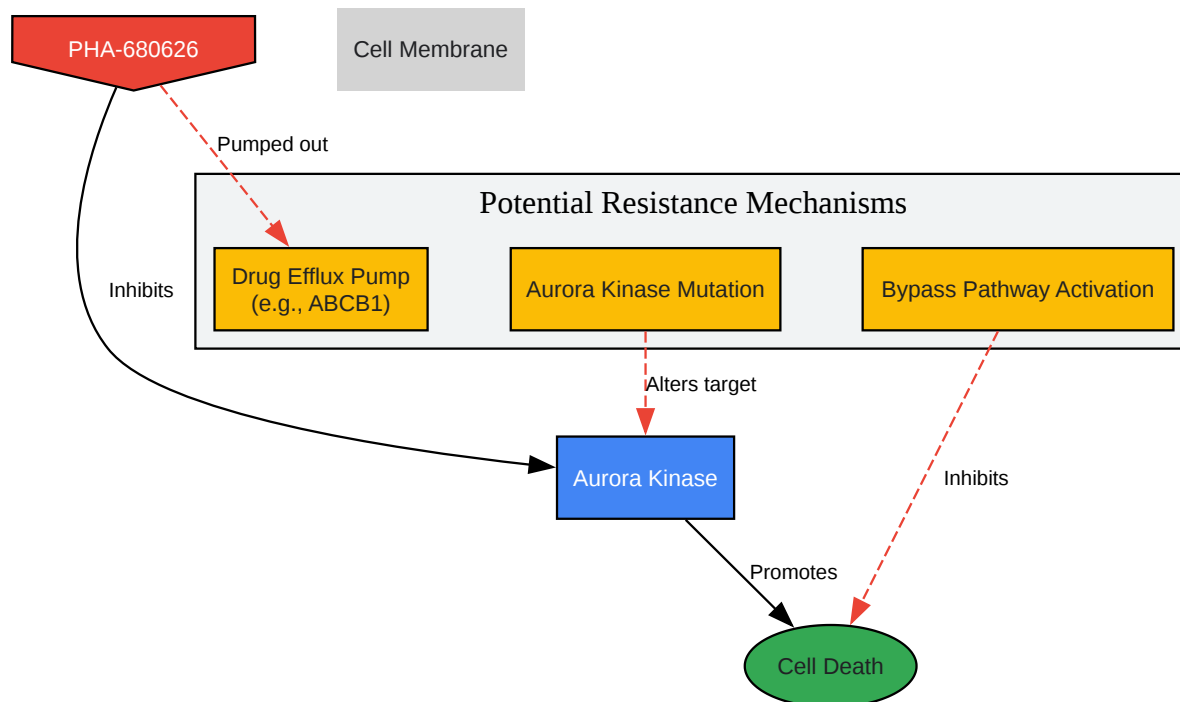 PHA-680626
Cell Membrane
Pumped out
Potential Resistance Mechanisms
Drug Efflux Pump
(e.g., ABCB1)
Aurora Kinase Mutation
Bypass Pathway Activation
Inhibits
Alters target
Aurora Kinase
Inhibits
Promotes
Cell Death